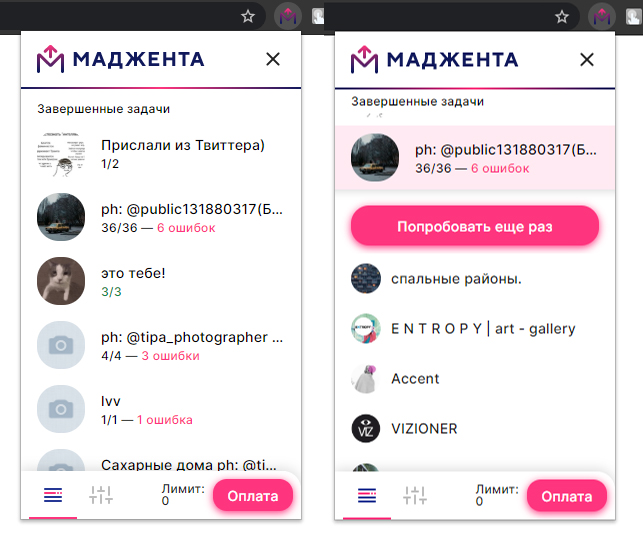 МАДЖЕНТА
Завершенные задачи
Прислали из Твиттера)
1/2
ph: @public131880317(Б...
36/36 — 6 ошибок
это тебе!
3/3
ph: @tipa_photographer ...
4/4 — 3 ошибки
lvv
1/1 — 1 ошибка
Сахарные дома ph: @ti...
Лимит:
0
Оплата
МАДЖЕНТА
Завершенные задачи
ph: @public131880317(Б...
36/36 — 6 ошибок
Попробовать еще раз
спальные районы.
E N T R O P Y | art - gallery
Accent
VIZIONER
VIZ
Лимит:
0
Оплата